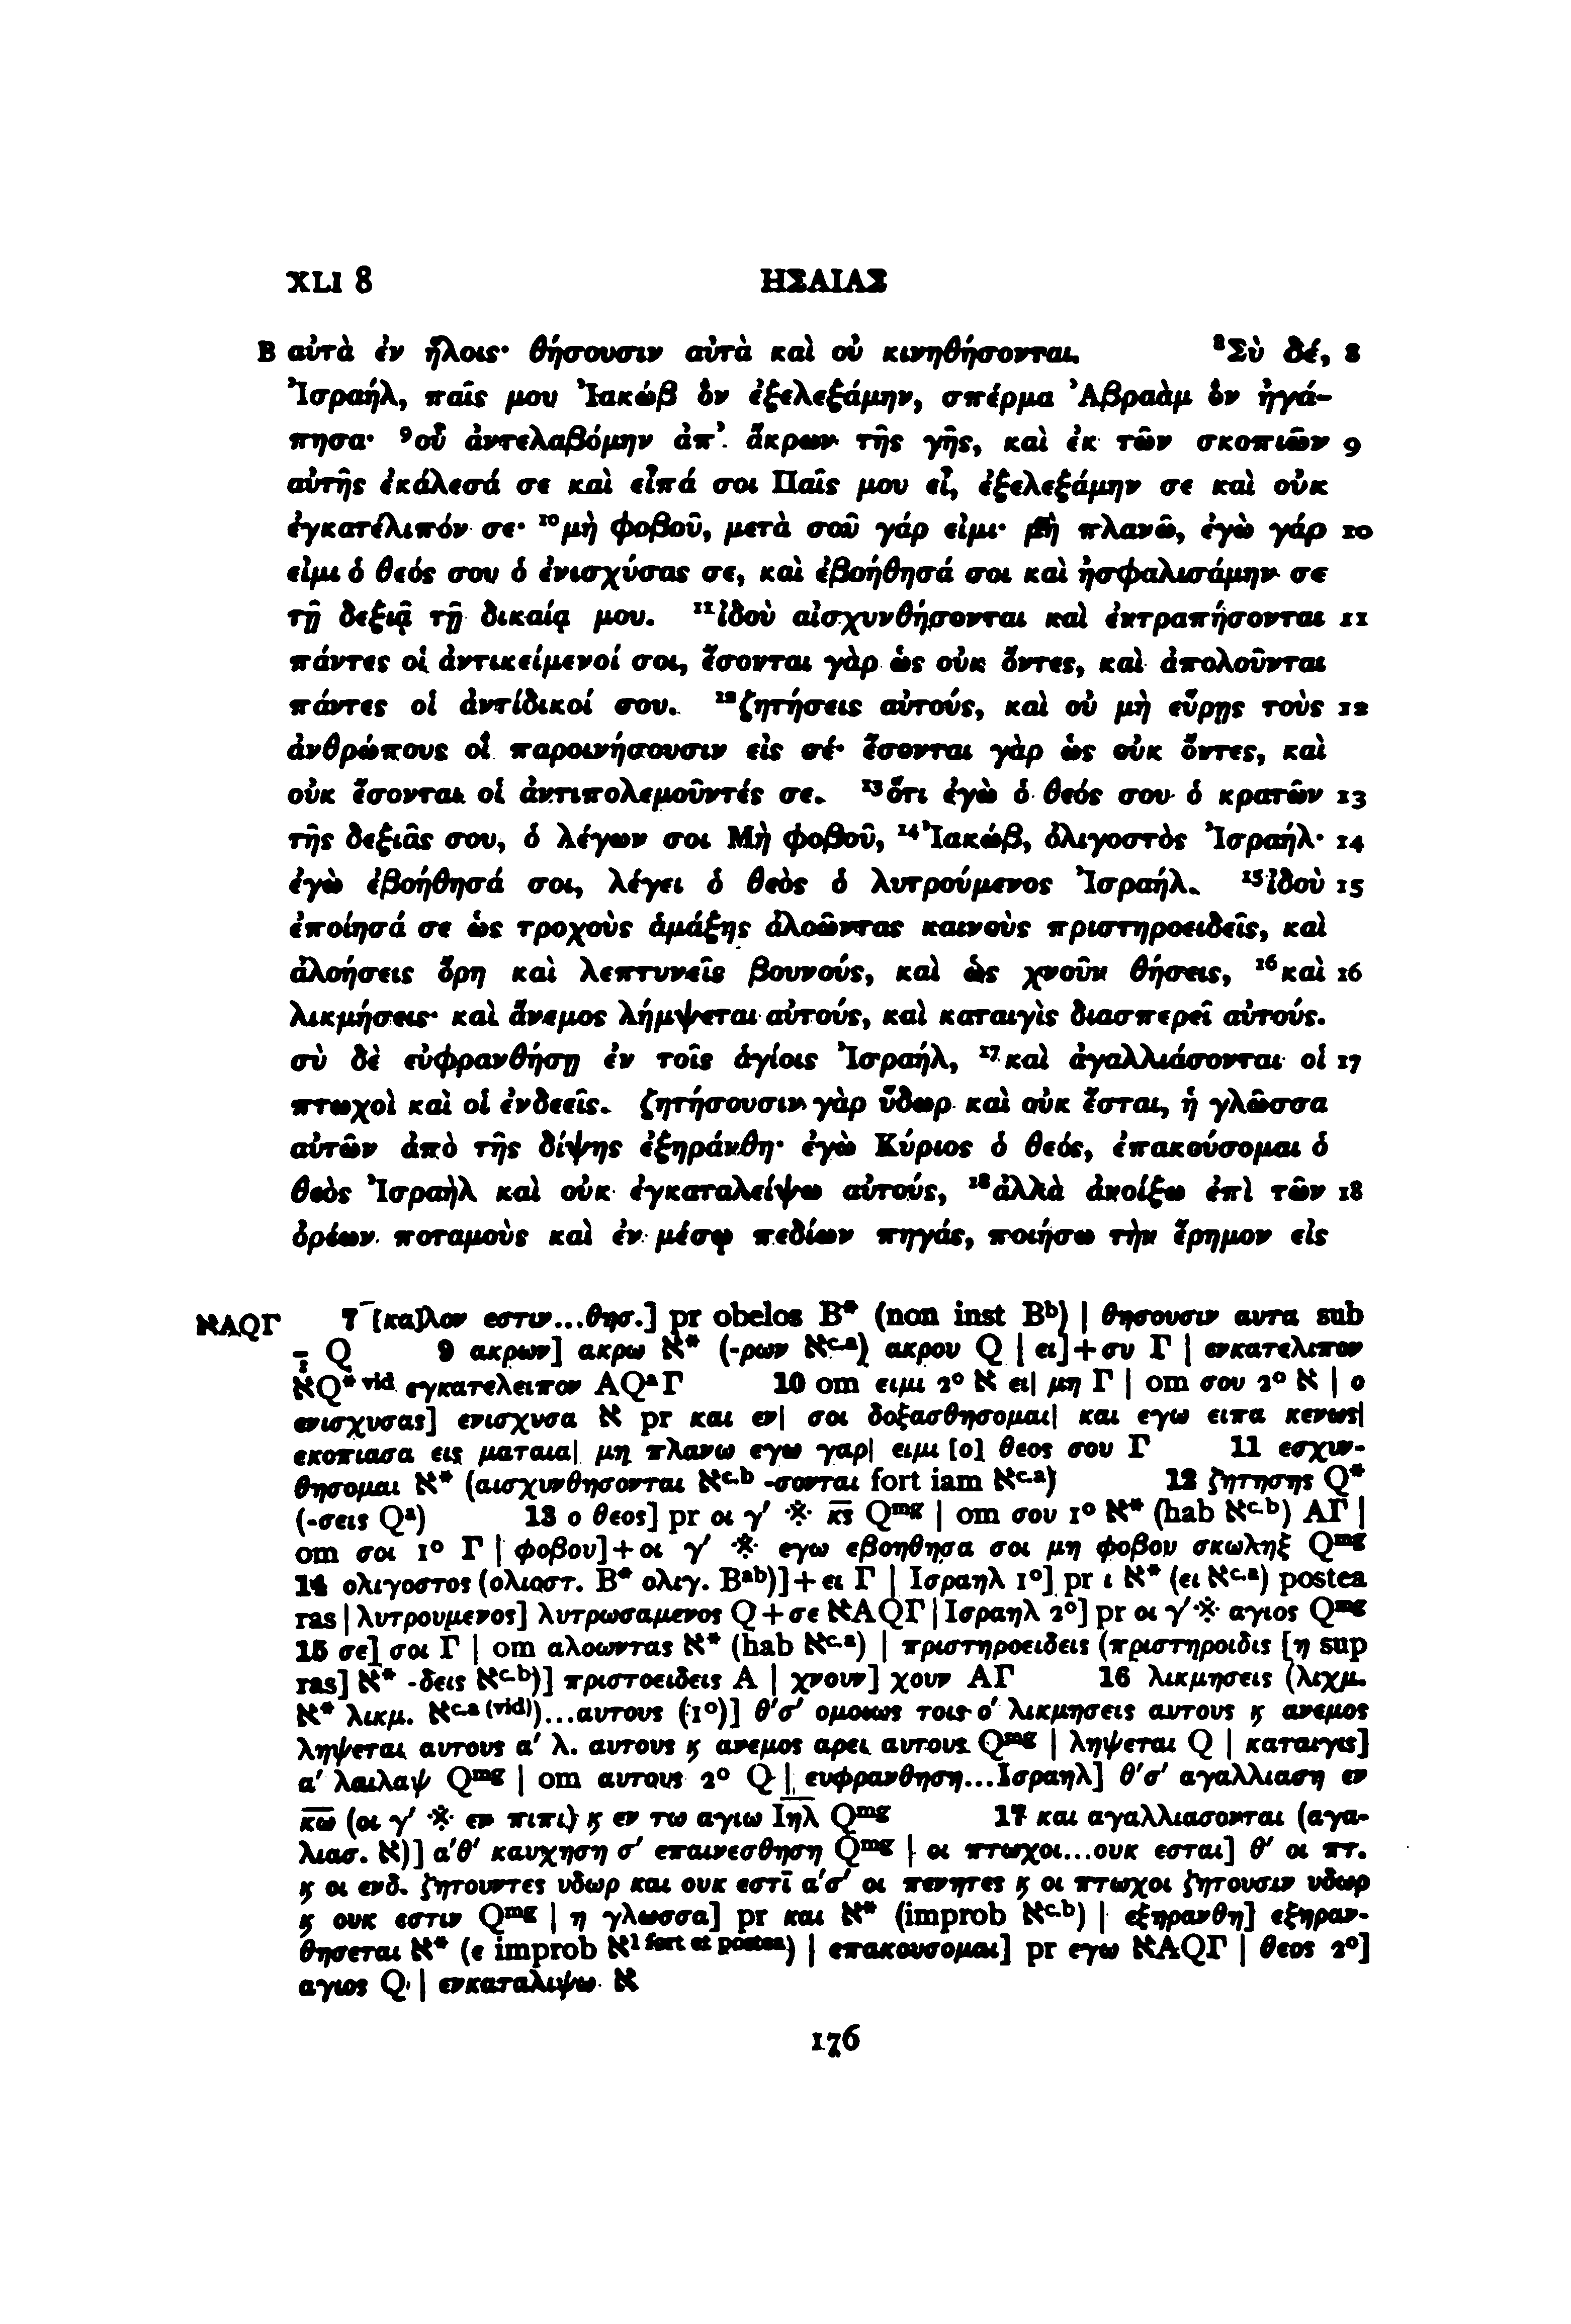 XLI 8 ΗΣΑΙΑΣ
B αὐτὰ ἐν ἥλοις· θήσουσιν αὐτὰ καὶ οὐ κινηθήσονται. ⁸Σὺ δέ, 8
Ἰσραήλ, παῖς μου Ἰακὼβ ὃν ἐξελεξάμην, σπέρμα Ἀβραὰμ ὃν ἠγά-
πησα· ⁹οὗ ἀντελαβόμην ἀπ’ ἄκρων τῆς γῆς, καὶ ἐκ τῶν σκοπιῶν 9
αὐτῆς ἐκάλεσά σε καὶ εἶπά σοι Παῖς μου εἶ, ἐξελεξάμην σε καὶ οὐκ
ἐγκατέλιπόν σε· ¹⁰μὴ φοβοῦ, μετὰ σοῦ γάρ εἰμι· μὴ πλανῶ, ἐγὼ γάρ 10
εἰμι ὁ θεός σου ὁ ἐνισχύσας σε, καὶ ἐβοήθησά σοι καὶ ἠσφαλισάμην σε
τῇ δεξιᾷ τῇ δικαίᾳ μου. ¹¹ἰδοὺ αἰσχυνθήσονται καὶ ἐντραπήσονται 11
πάντες οἱ ἀντικείμενοί σοι, ἔσονται γὰρ ὡς οὐκ ὄντες, καὶ ἀπολοῦνται
πάντες οἱ ἀντίδικοί σου. ¹²ζητήσεις αὐτούς, καὶ οὐ μὴ εὕρῃς τοὺς 12
ἀνθρώπους οἳ παροινήσουσιν εἰς σέ· ἔσονται γὰρ ὡς οὐκ ὄντες, καὶ
οὐκ ἔσονται οἱ ἀντιπολεμοῦντές σε. ¹³ὅτι ἐγὼ ὁ θεός σου ὁ κρατῶν 13
τῆς δεξιᾶς σου, ὁ λέγων σοι Μὴ φοβοῦ, ¹⁴Ἰακώβ, ὀλιγοστὸς Ἰσραήλ· 14
ἐγὼ ἐβοήθησά σοι, λέγει ὁ θεὸς ὁ λυτρούμενος Ἰσραήλ. ¹⁵ἰδοὺ 15
ἐποίησά σε ὡς τροχοὺς ἁμάξης ἀλοῶντας καινοὺς πριστηροειδεῖς, καὶ
ἀλοήσεις ὄρη καὶ λεπτυνεῖς βουνούς, καὶ ὡς χνοῦν θήσεις, ¹⁶καὶ 16
λικμήσεις· καὶ ἄνεμος λήμψεται αὐτούς, καὶ καταιγὶς διασπερεῖ αὐτούς.
σὺ δὲ εὐφρανθήσῃ ἐν τοῖς ἁγίοις Ἰσραήλ, ¹⁷καὶ ἀγαλλιάσονται οἱ 17
πτωχοὶ καὶ οἱ ἐνδεεῖς. ζητήσουσιν γὰρ ὕδωρ καὶ οὐκ ἔσται, ἡ γλῶσσα
αὐτῶν ἀπὸ τῆς δίψης ἐξηράνθη· ἐγὼ Κύριος ὁ θεός, ἐπακούσομαι ὁ
θεὸς Ἰσραὴλ καὶ οὐκ ἐγκαταλείψω αὐτούς, ¹⁸ἀλλὰ ἀνοίξω ἐπὶ τῶν 18
ὀρέων ποταμοὺς καὶ ἐν μέσῳ πεδίων πηγάς, ποιήσω τὴν ἔρημον εἰς
אAQΓ 7 [κα]λον εστιν...θησ.] pr obelos B* (non inst Bᵇ) | θησουσιν αυτα sub
÷ Q 9 ακρων] ακρω א* (-ρων אᶜ·ᵃ) ακρου Q | ει]+συ Γ | ενκατελιπον
אQ* ᵛⁱᵈ εγκατελειπον AQᵃΓ 10 om ειμι 2° א ει| μη Γ | om σου 2° א | ο
ενισχυσας] ενισχυσα א pr και εν| σοι δοξασθησομαι| και εγω ειπα κενως|
εκοπιασα εις ματαια| μη πλανω εγω γαρ| ειμι [ο] θεος σου Γ 11 εσχυν-
θησομαι א* (αισχυνθησονται אᶜ·ᵇ -σονται fort iam אᶜ·ᵃ) 12 ζητησης Q*
(-σεις Qᵃ) 13 ο θεος] pr οι γ′ ※ κ̅ς̅ Qᵐᵍ | om σου 1° א* (hab אᶜ·ᵇ) AΓ |
om σοι 1° Γ | φοβου]+οι γ′ ※ εγω εβοηθησα σοι μη φοβου σκωληξ Qᵐᵍ
14 ολιγοστος (ολιοστ. B* ολιγ. Bᵃᵇ)]+ει Γ | Ισραηλ 1°] pr ι א* (ει אᶜ·ᵃ) postea
ras | λυτρουμενος] λυτρωσαμενος Q+σε אAQΓ | Ισραηλ 2°] pr οι γ′ ※ αγιος Qᵐᵍ
15 σε] σοι Γ | om αλοωντας א* (hab אᶜ·ᵃ) | πριστηροειδεις (πριστηροιδις [η sup
ras] א* -δεις אᶜ·ᵇ)] πριστοειδεις A | χνουν] χουν AΓ 16 λικμησεις (λιχμ.
א* λικμ. אᶜ·ᵃ ⁽ᵛⁱᵈ⁾)...αυτους (1°)] θ′σ′ ομοιως τοις ο′ λικμησεις αυτους ϗ ανεμος
ληψεται αυτους α′ λ. αυτους ϗ ανεμος αρει αυτους Qᵐᵍ | ληψεται Q | καταιγις]
α′ λαιλαψ Qᵐᵍ | om αυτους 2° Q | ευφρανθηση...Ισραηλ] θ′σ′ αγαλλιαση εν
κ̅ω̅ (οι γ′ ※ εν πιπι) ϗ εν τω αγιω Ι̅η̅λ̅ Qᵐᵍ 17 και αγαλλιασονται (αγα-
λιασ. א)] α′θ′ καυχηση σ′ επαινεσθηση Qᵐᵍ | οι πτωχοι...ουκ εσται] θ′ οι πτ.
ϗ οι ενδ. ζητουντες υδωρ και ουκ εστῑ α′σ′ οι πενητες ϗ οι πτωχοι ζητουσιν υδωρ
ϗ ουκ εστιν Qᵐᵍ | η γλωσσα] pr και א* (improb אᶜ·ᵇ) | εξηρανθη] εξηραν-
θησεται א* (ε improb א¹ ᶠᵒʳᵗ ᵉᵗ ᵖᵒˢᵗᵉᵃ) | επακουσομαι] pr εγω אAQΓ | θεος 2°]
αγιος Q | ενκαταλιψω א
176